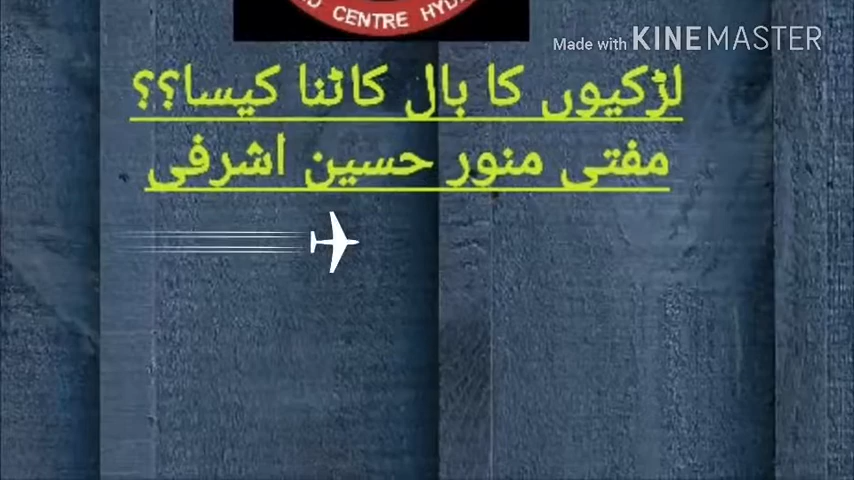 CENTRE
Made with KINEMASTER
لڑکیوں کا بال کاٹنا کیسا؟؟
مفتی منور حسین اشرفی